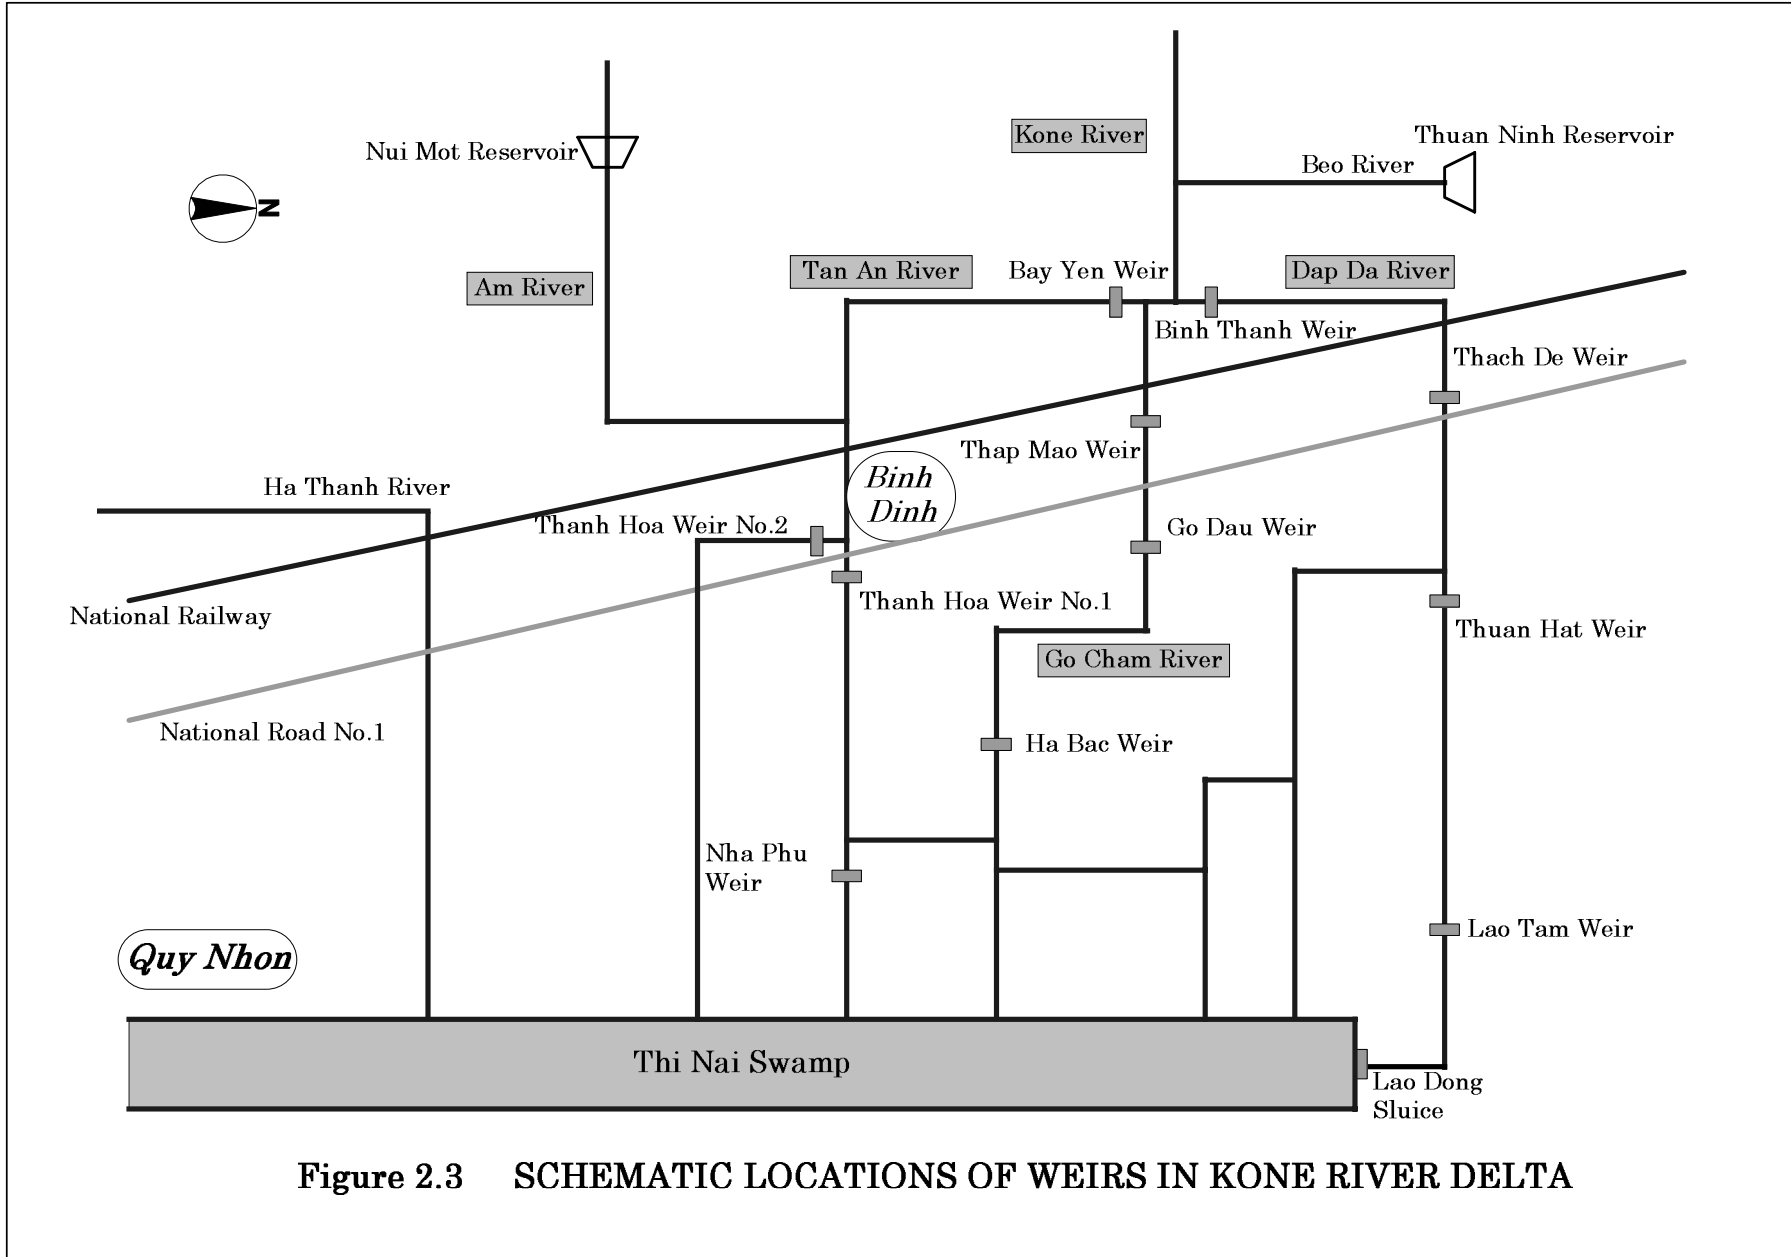 Kone River
Thuan Ninh Reservoir
Nui Mot Reservoir
Beo River
N
Am River
Tan An River
Bay Yen Weir
Dap Da River
Binh Thanh Weir
Thach De Weir
Thap Mao Weir
Binh
Dinh
Ha Thanh River
Thanh Hoa Weir No.2
Go Dau Weir
National Railway
Thanh Hoa Weir No.1
Thuan Hat Weir
Go Cham River
National Road No.1
Ha Bac Weir
Nha Phu
Weir
Lao Tam Weir
Quy Nhon
Thi Nai Swamp
Lao Dong
Sluice
Figure 2.3 SCHEMATIC LOCATIONS OF WEIRS IN KONE RIVER DELTA